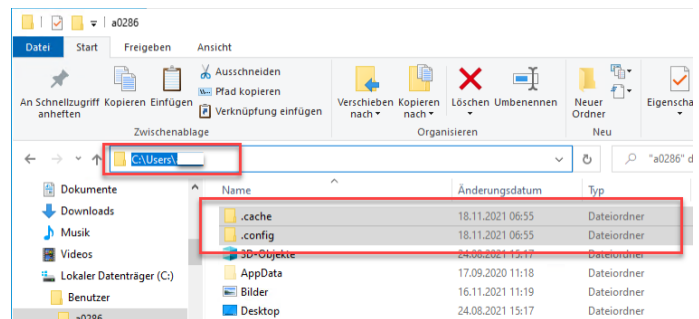 a0286
Datei Start Freigeben Ansicht
An Schnellzugriff anheften
Kopieren
Einfügen
Ausschneiden
Pfad kopieren
Verknüpfung einfügen
Zwischenablage
Verschieben nach
Kopieren nach
Löschen
Umbenennen
Organisieren
Neuer Ordner
Neu
Eigenscha
C:\Users\
"a0286" d
Dokumente
Downloads
Musik
Videos
Lokaler Datenträger (C:)
Benutzer
a0286
Name Änderungsdatum Typ
.cache 18.11.2021 06:55 Dateiordner
.config 18.11.2021 06:55 Dateiordner
3D-Objekte 24.08.2021 15:17 Dateiordner
AppData 17.09.2020 11:18 Dateiordner
Bilder 16.11.2021 11:19 Dateiordner
Desktop 24.08.2021 15:17 Dateiordner